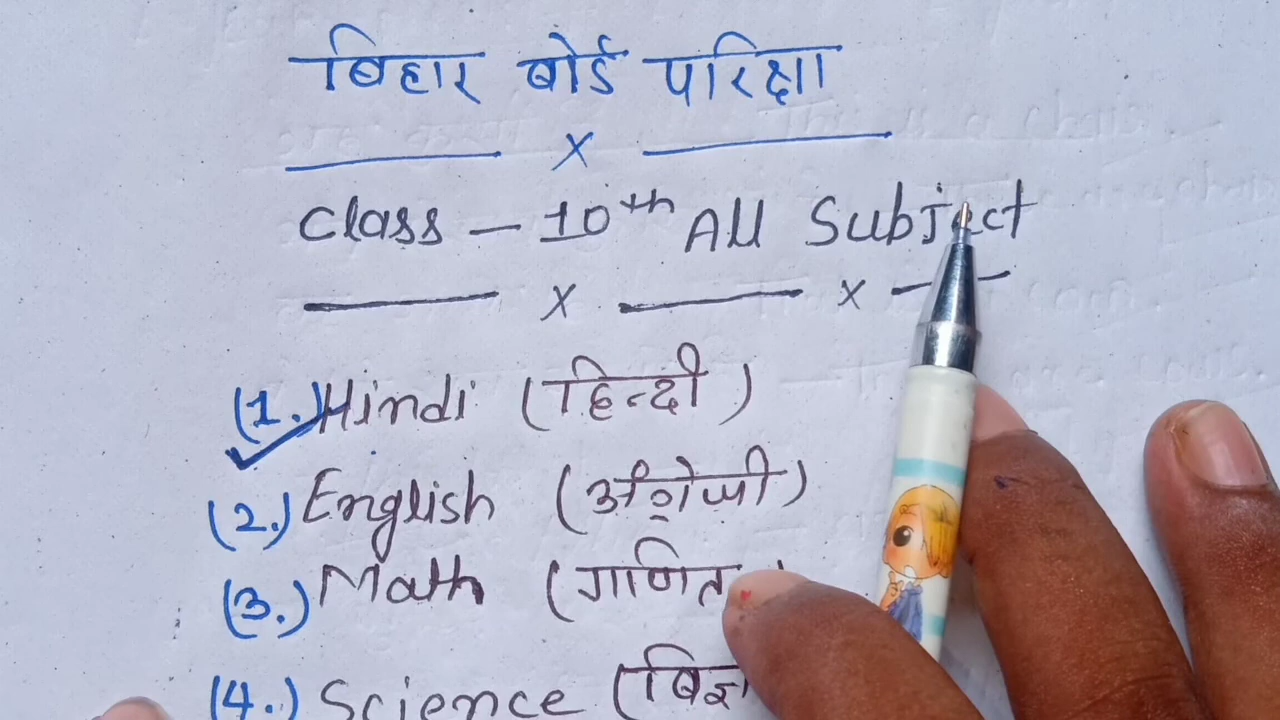 बिहार बोर्ड परिक्षा
x
Class - 10th All Subject
x x
(1.) Hindi (हिन्दी)
(2.) English (अंग्रेजी)
(3.) Math (गणित)
(4.) Science